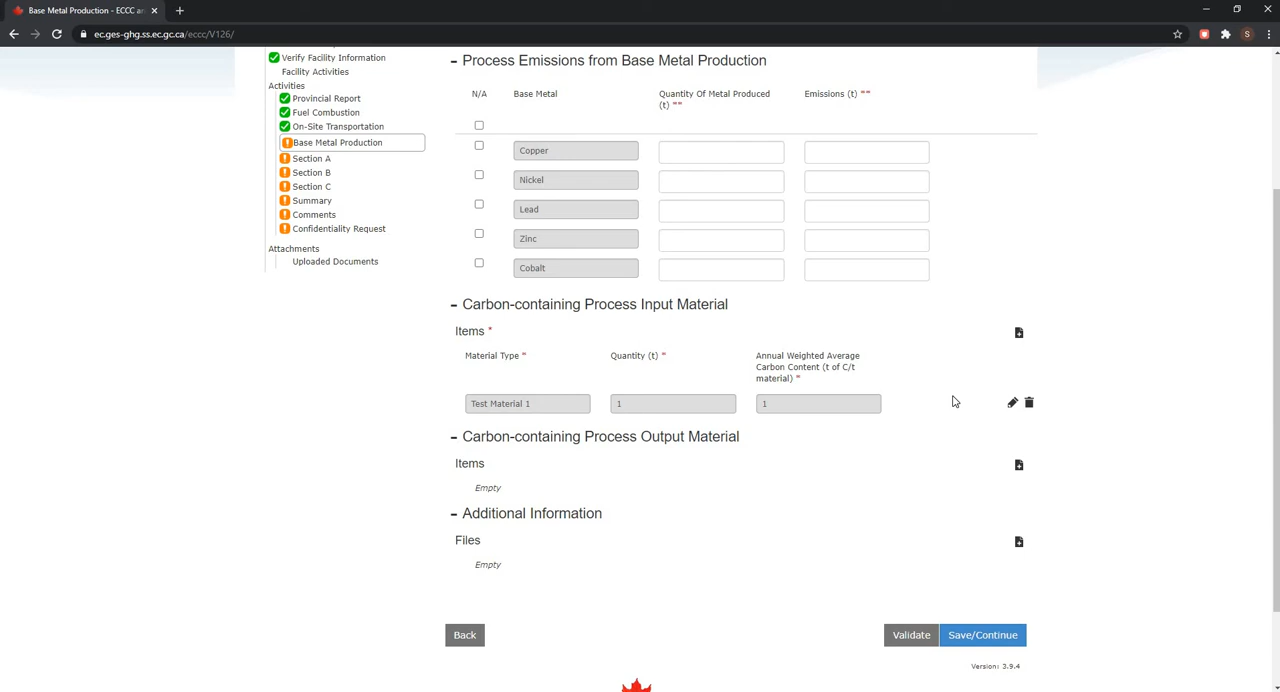 Base Metal Production - ECCC an
ec.ges-ghg.ss.ec.gc.ca/eccc/V126/
S
Verify Facility Information
Facility Activities
Activities
Provincial Report
Fuel Combustion
On-Site Transportation
Base Metal Production
Section A
Section B
Section C
Summary
Comments
Confidentiality Request
Attachments
Uploaded Documents
- Process Emissions from Base Metal Production
N/A Base Metal Quantity Of Metal Produced (t) ** Emissions (t) **
Copper
Nickel
Lead
Zinc
Cobalt
- Carbon-containing Process Input Material
Items *
Material Type * Quantity (t) * Annual Weighted Average
Carbon Content (t of C/t
material) *
Test Material 1 1 1
- Carbon-containing Process Output Material
Items
Empty
- Additional Information
Files
Empty
Back Validate Save/Continue
Version: 3.9.4